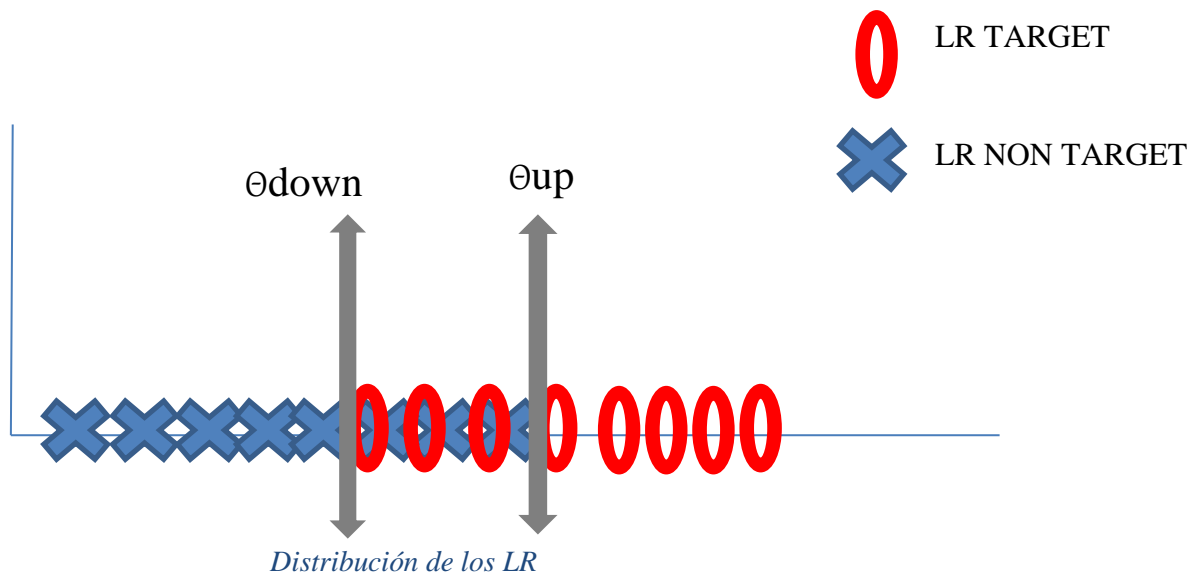 LR TARGET
LR NON TARGET
Θdown
Θup
Distribución de los LR